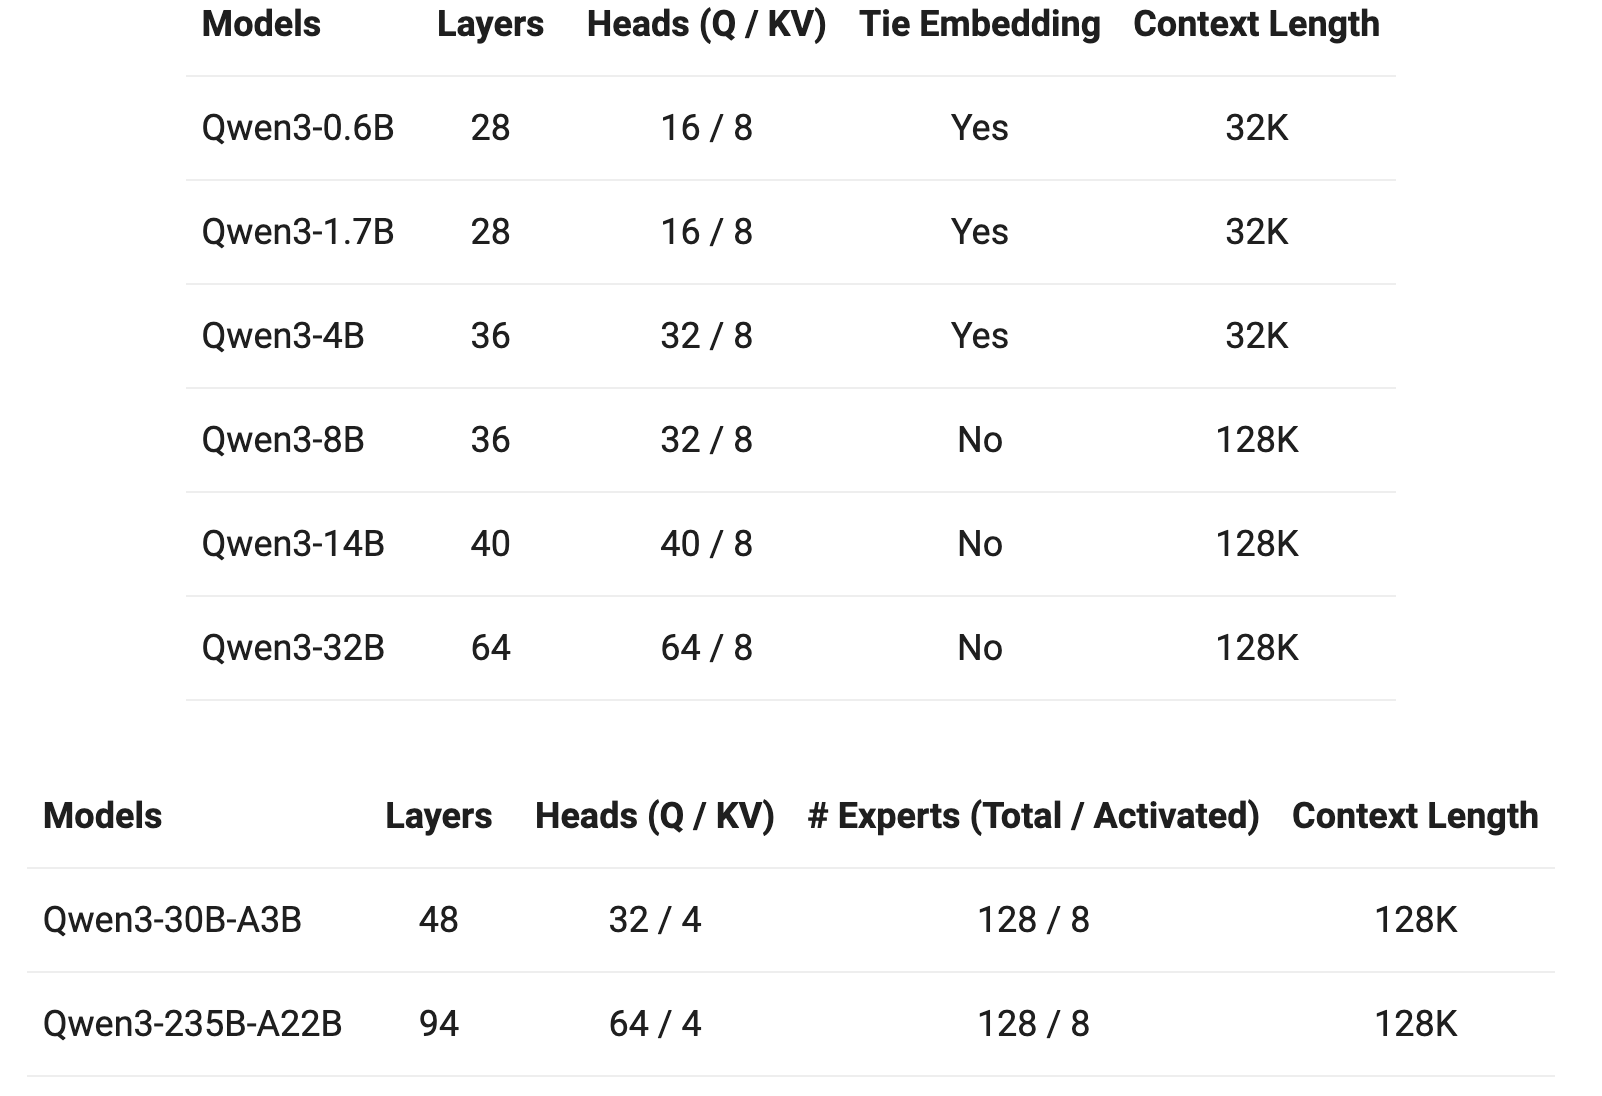 Models Layers Heads (Q / KV) Tie Embedding Context Length
Qwen3-0.6B 28 16 / 8 Yes 32K
Qwen3-1.7B 28 16 / 8 Yes 32K
Qwen3-4B 36 32 / 8 Yes 32K
Qwen3-8B 36 32 / 8 No 128K
Qwen3-14B 40 40 / 8 No 128K
Qwen3-32B 64 64 / 8 No 128K
Models Layers Heads (Q / KV) # Experts (Total / Activated) Context Length
Qwen3-30B-A3B 48 32 / 4 128 / 8 128K
Qwen3-235B-A22B 94 64 / 4 128 / 8 128K